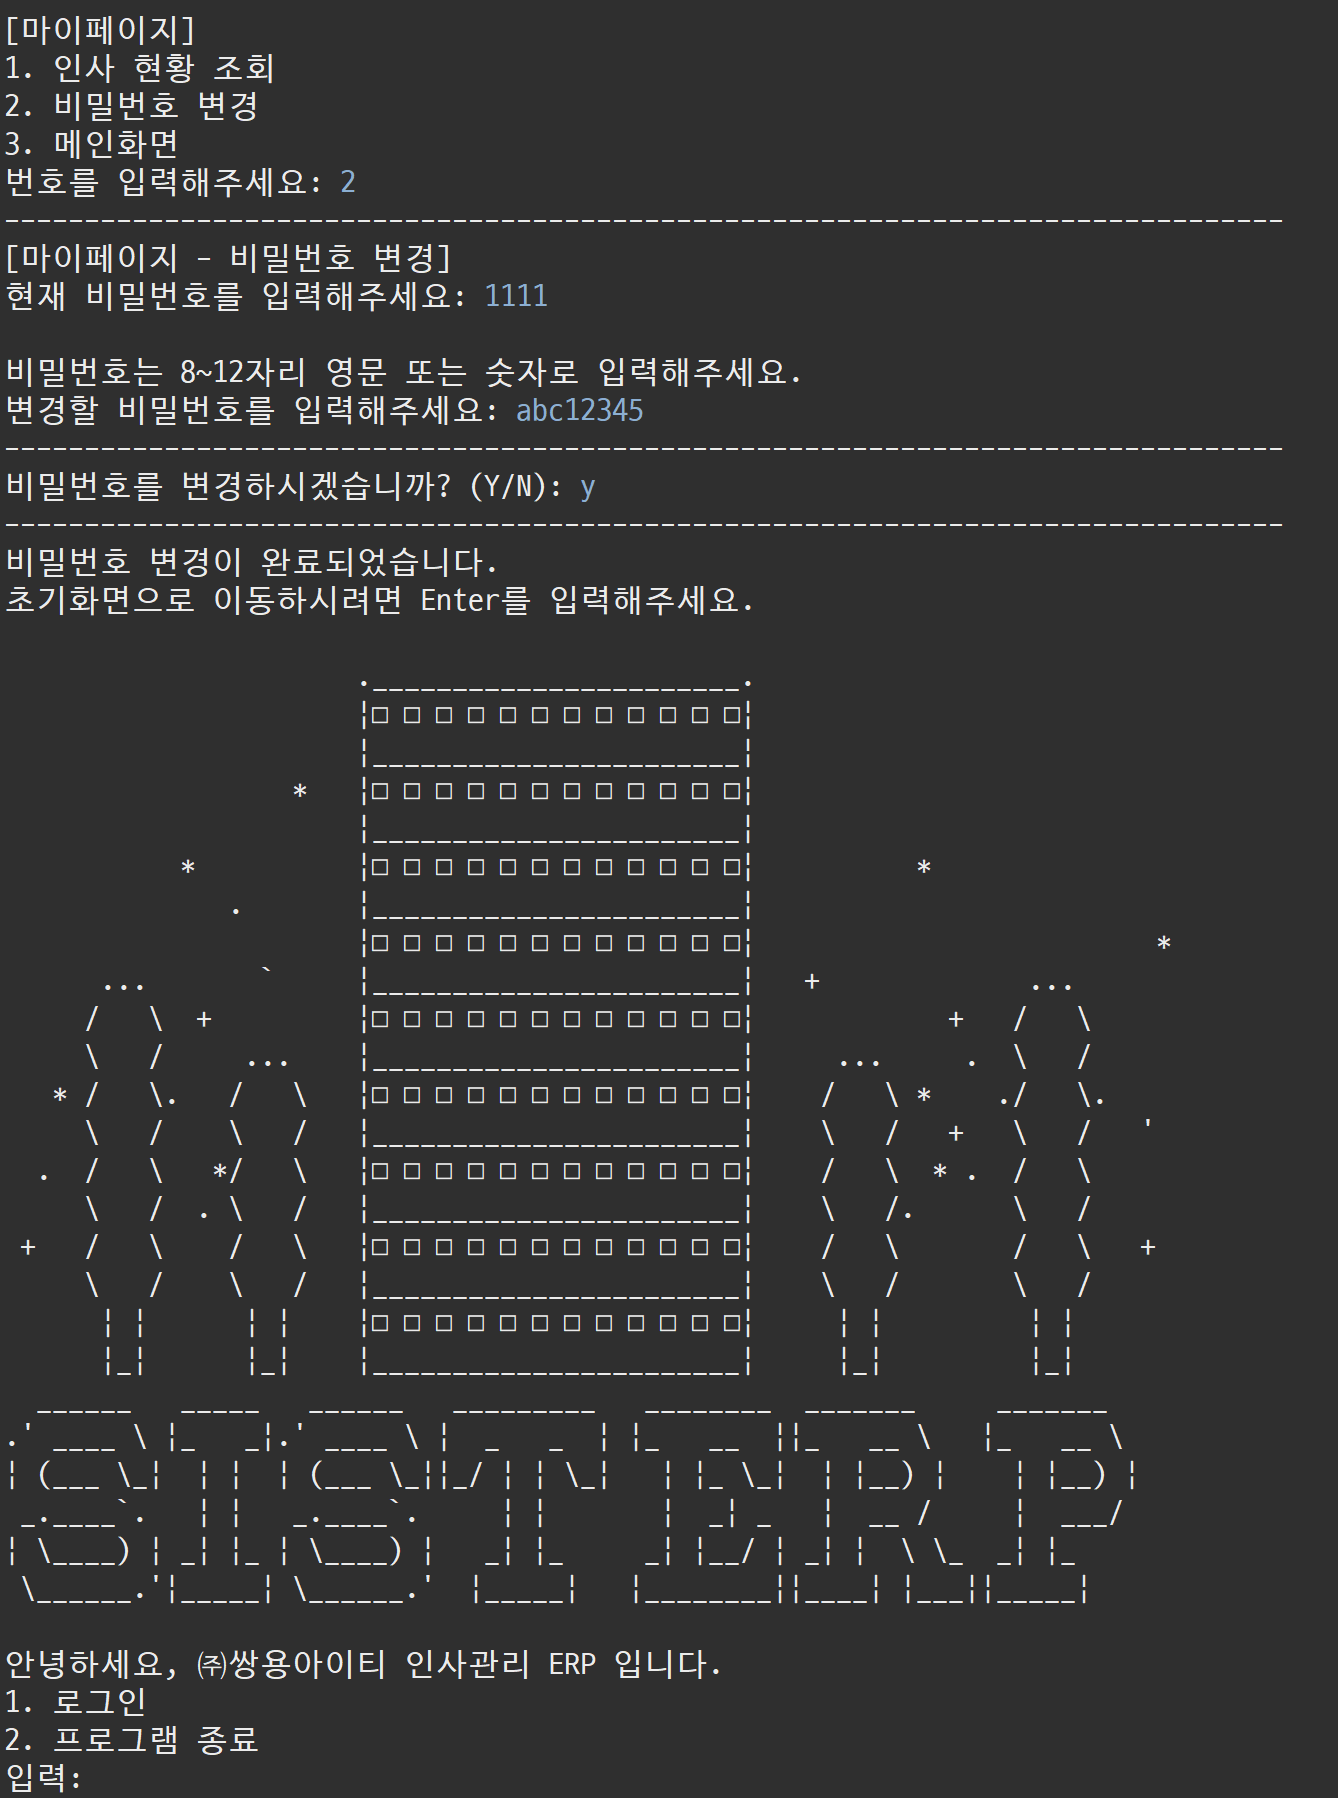 [마이페이지]
1. 인사 현황 조회
2. 비밀번호 변경
3. 메인화면
번호를 입력해주세요: 2
--------------------------------------------------------------------------------
[마이페이지 - 비밀번호 변경]
현재 비밀번호를 입력해주세요: 1111
비밀번호는 8~12자리 영문 또는 숫자로 입력해주세요.
변경할 비밀번호를 입력해주세요: abc12345
--------------------------------------------------------------------------------
비밀번호를 변경하시겠습니까? (Y/N): y
--------------------------------------------------------------------------------
비밀번호 변경이 완료되었습니다.
초기화면으로 이동하시려면 Enter를 입력해주세요.
SIST ERP
안녕하세요, ㈜쌍용아이티 인사관리 ERP 입니다.
1. 로그인
2. 프로그램 종료
입력: